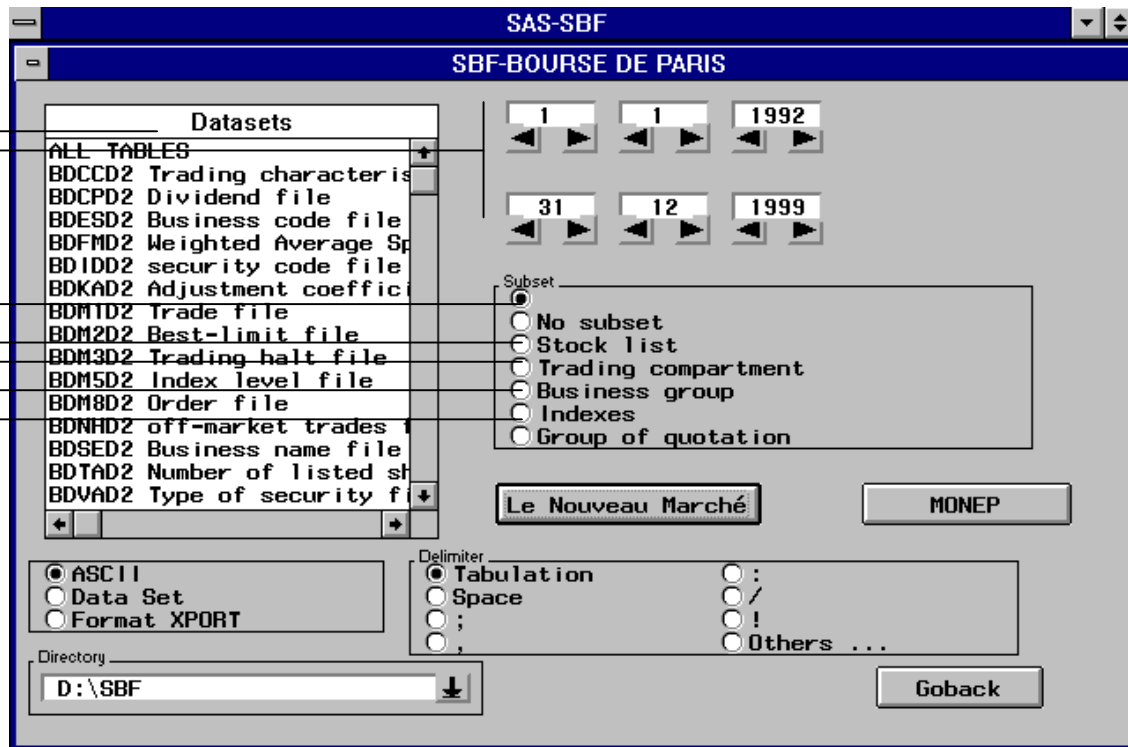 SAS-SBF
SBF-BOURSE DE PARIS
Datasets
ALL TABLES
BDCCD2 Trading characteris
BDCPD2 Dividend file
BDESD2 Business code file
BDFMD2 Weighted Average Sp
BDIDD2 security code file
BDKAD2 Adjustment coeffici
BDM1D2 Trade file
BDM2D2 Best-limit file
BDM3D2 Trading halt file
BDM5D2 Index level file
BDM8D2 Order file
BDNHD2 off-market trades f
BDSED2 Business name file
BDTAD2 Number of listed sh
BDVAD2 Type of security fi
1 1 1992
31 12 1999
Subset
No subset
Stock list
Trading compartment
Business group
Indexes
Group of quotation
Le Nouveau Marché
MONEP
ASCII
Data Set
Format XPORT
Delimiter
Tabulation :
Space /
; !
, Others ...
Directory
D:\SBF
Goback